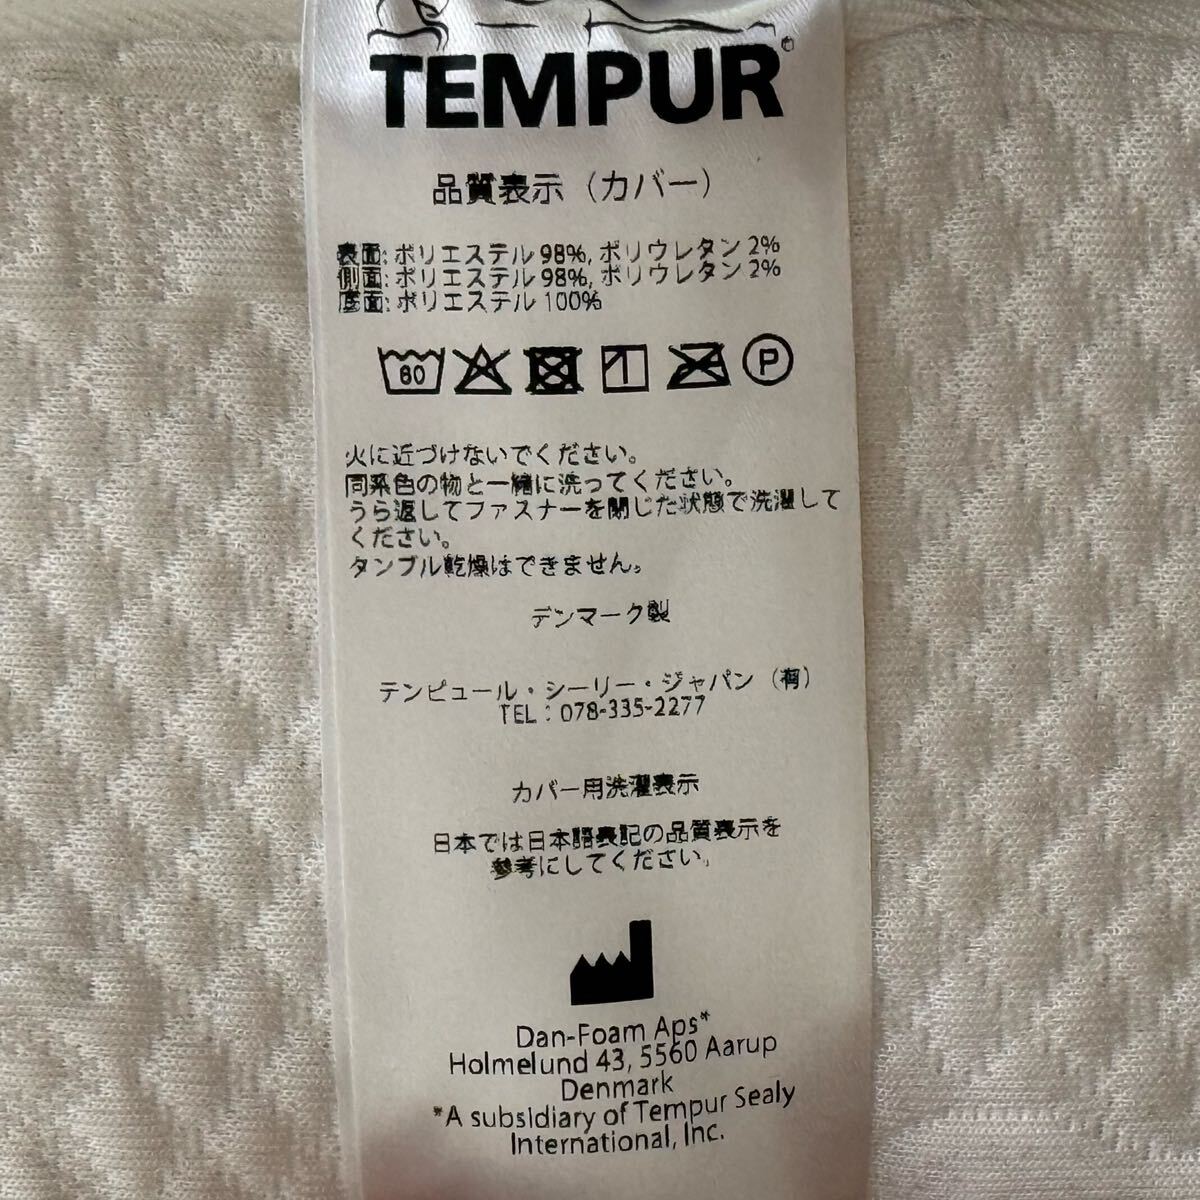 TEMPUR®
品質表示（カバー）
表面: ポリエステル 98%, ポリウレタン 2%
側面: ポリエステル 98%, ポリウレタン 2%
底面: ポリエステル 100%
60
P
火に近づけないでください。
同系色の物と一緒に洗ってください。
うら返してファスナーを閉じた状態で洗濯して
ください。
タンブル乾燥はできません。
デンマーク製
テンピュール・シーリー・ジャパン（有）
TEL : 078-335-2277
カバー用洗濯表示
日本では日本語表記の品質表示を
参考にしてください。
Dan-Foam Aps*
Holmelund 43, 5560 Aarup
Denmark
*A subsidiary of Tempur Sealy
International, Inc.